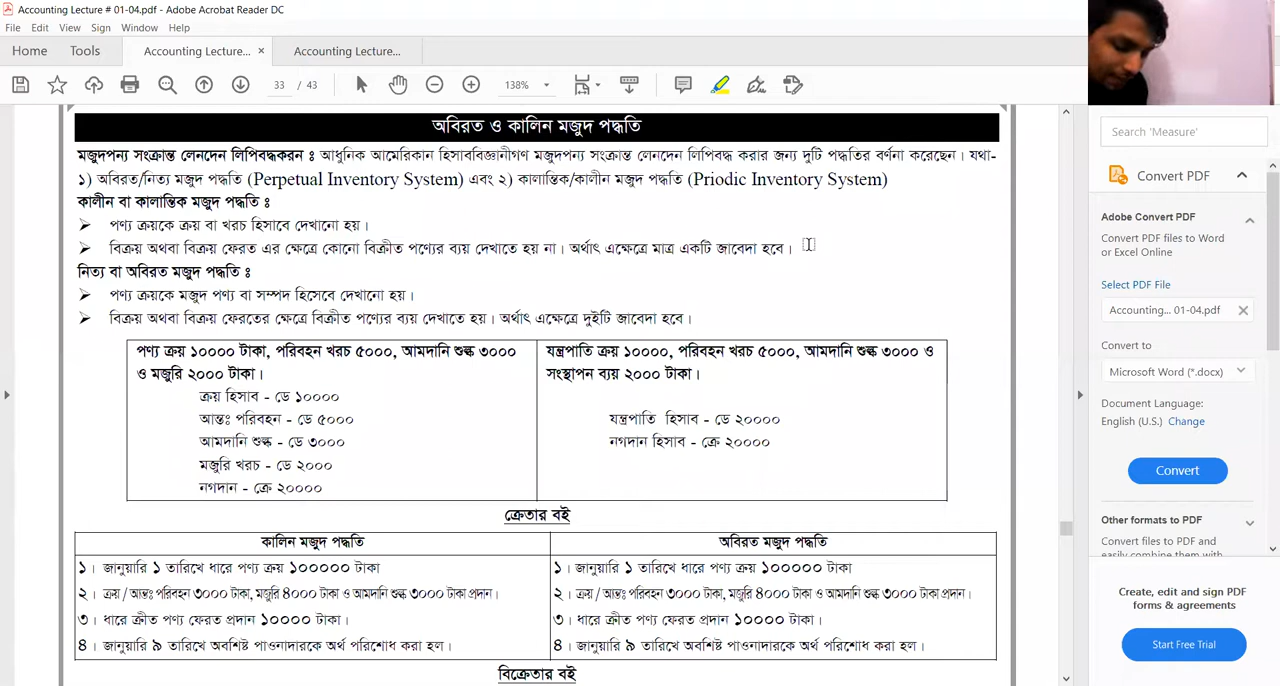 Accounting Lecture # 01-04.pdf - Adobe Acrobat Reader DC
File Edit View Sign Window Help
Home Tools Accounting Lecture... × Accounting Lecture...
33 / 43 138%
অবিরত ও কালিন মজুদ পদ্ধতি
মজুদপন্য সংক্রান্ত লেনদেন লিপিবদ্ধকরন ঃ আধুনিক আমেরিকান হিসাববিজ্ঞানীগণ মজুদপন্য সংক্রান্ত লেনদেন লিপিবদ্ধ করার জন্য দুটি পদ্ধতির বর্ণনা করেছেন। যথা-
১) অবিরত/নিত্য মজুদ পদ্ধতি (Perpetual Inventory System) এবং ২) কালান্তিক/কালীন মজুদ পদ্ধতি (Priodic Inventory System)
কালীন বা কালান্তিক মজুদ পদ্ধতি ঃ
➢ পণ্য ক্রয়কে ক্রয় বা খরচ হিসাবে দেখানো হয়।
➢ বিক্রয় অথবা বিক্রয় ফেরত এর ক্ষেত্রে কোনো বিক্রীত পণ্যের ব্যয় দেখাতে হয় না। অর্থাৎ এক্ষেত্রে মাত্র একটি জাবেদা হবে।
নিত্য বা অবিরত মজুদ পদ্ধতি ঃ
➢ পণ্য ক্রয়কে মজুদ পণ্য বা সম্পদ হিসেবে দেখানো হয়।
➢ বিক্রয় অথবা বিক্রয় ফেরতের ক্ষেত্রে বিক্রীত পণ্যের ব্যয় দেখাতে হয়। অর্থাৎ এক্ষেত্রে দুইটি জাবেদা হবে।
পণ্য ক্রয় ১০০০০ টাকা, পরিবহন খরচ ৫০০০, আমদানি শুল্ক ৩০০০
ও মজুরি ২০০০ টাকা।
ক্রয় হিসাব - ডে ১০০০০
আন্তঃ পরিবহন - ডে ৫০০০
আমদানি শুল্ক - ডে ৩০০০
মজুরি খরচ - ডে ২০০০
নগদান - ক্রে ২০০০০
যন্ত্রপাতি ক্রয় ১০০০০, পরিবহন খরচ ৫০০০, আমদানি শুল্ক ৩০০০ ও
সংস্থাপন ব্যয় ২০০০ টাকা।
যন্ত্রপাতি হিসাব - ডে ২০০০০
নগদান হিসাব - ক্রে ২০০০০
ক্রেতার বই
কালিন মজুদ পদ্ধতি
১। জানুয়ারি ১ তারিখে ধারে পণ্য ক্রয় ১০০০০০ টাকা
২। ক্রয় / আন্তঃ পরিবহন ৩০০০ টাকা, মজুরি ৪০০০ টাকা ও আমদানি শুল্ক ৩০০০ টাকা প্রদান।
৩। ধারে ক্রীত পণ্য ফেরত প্রদান ১০০০০ টাকা।
৪। জানুয়ারি ৯ তারিখে অবশিষ্ট পাওনাদারকে অর্থ পরিশোধ করা হল।
অবিরত মজুদ পদ্ধতি
১। জানুয়ারি ১ তারিখে ধারে পণ্য ক্রয় ১০০০০০ টাকা
২। ক্রয় / আন্তঃ পরিবহন ৩০০০ টাকা, মজুরি ৪০০০ টাকা ও আমদানি শুল্ক ৩০০০ টাকা প্রদান।
৩। ধারে ক্রীত পণ্য ফেরত প্রদান ১০০০০ টাকা।
৪। জানুয়ারি ৯ তারিখে অবশিষ্ট পাওনাদারকে অর্থ পরিশোধ করা হল।
বিক্রেতার বই
Search 'Measure'
Convert PDF
Adobe Convert PDF
Convert PDF files to Word
or Excel Online
Select PDF File
Accounting... 01-04.pdf
Convert to
Microsoft Word (*.docx)
Document Language:
English (U.S.) Change
Convert
Other formats to PDF
Convert files to PDF and
easily combine them with
Create, edit and sign PDF
forms & agreements
Start Free Trial